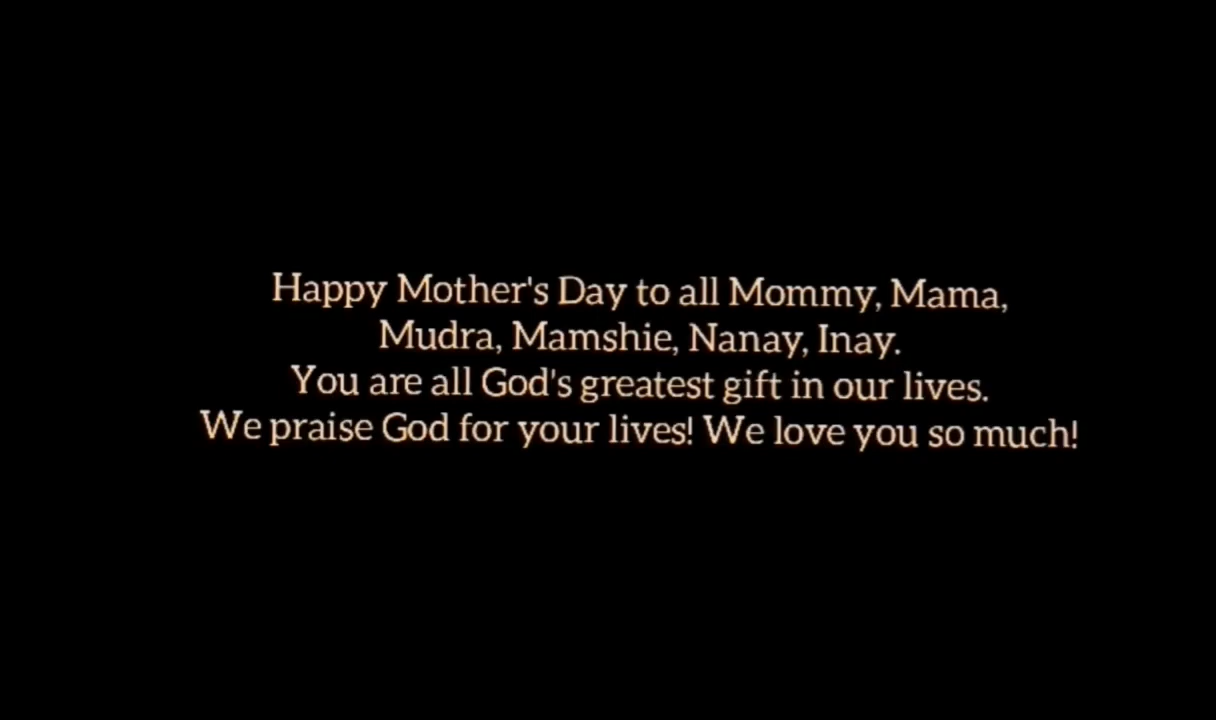 Happy Mother's Day to all Mommy, Mama,
Mudra, Mamshie, Nanay, Inay.
You are all God's greatest gift in our lives.
We praise God for your lives! We love you so much!